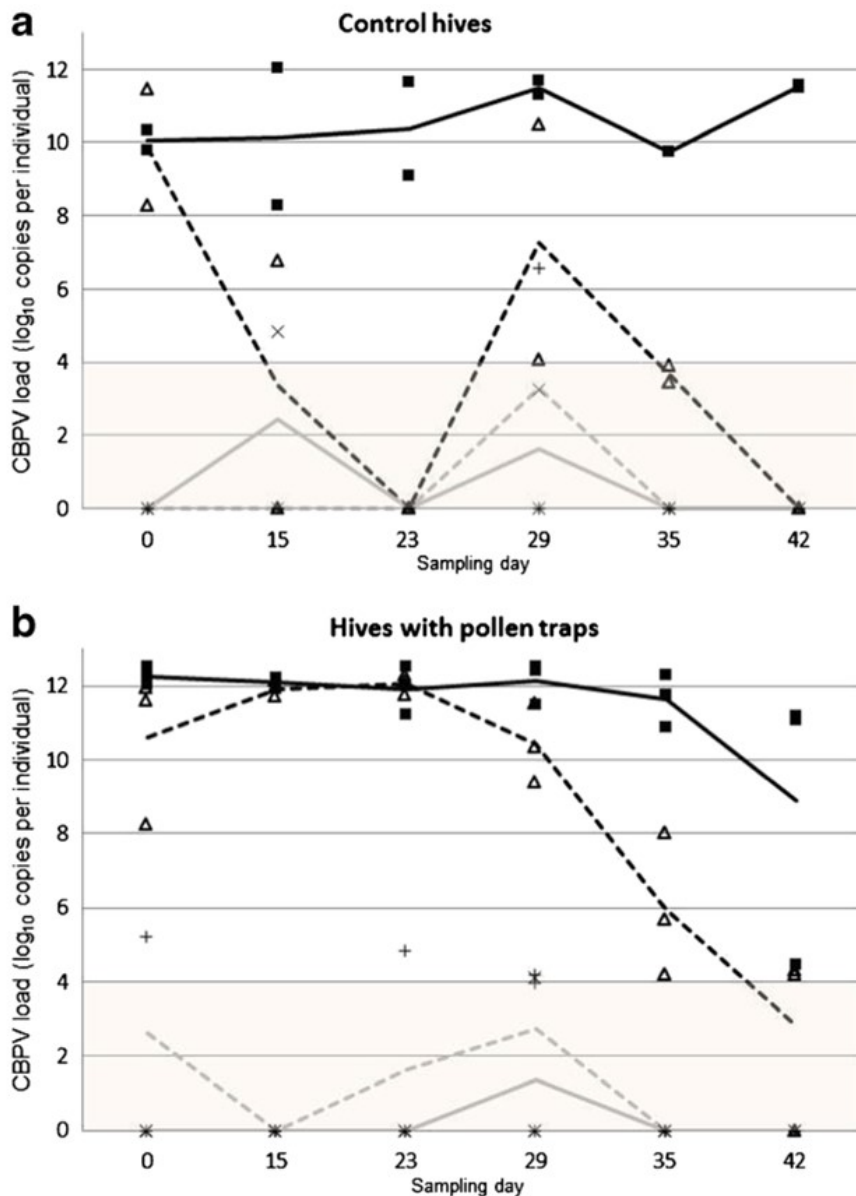 a
Control hives
CBPV load (log₁₀ copies per individual)
12
10
8
6
4
2
0
0 15 23 29 35 42
Sampling day
b
Hives with pollen traps
CBPV load (log₁₀ copies per individual)
12
10
8
6
4
2
0
0 15 23 29 35 42
Sampling day